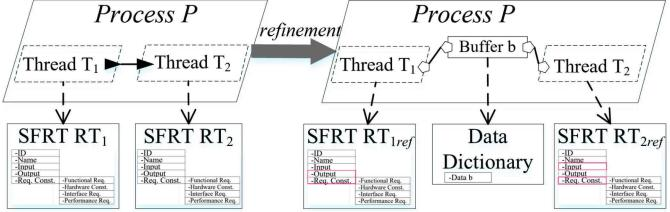 Process P
Thread T1
Thread T2
SFRT RT1
-ID
-Name
-Input
-Output
-Req. Const.
-Functional Req.
-Hardware Const.
-Interface Req.
-Performance Req.
SFRT RT2
-ID
-Name
-Input
-Output
-Req. Const.
-Functional Req.
-Hardware Const.
-Interface Req.
-Performance Req.
refinement
Process P
Thread T1
Buffer b
Thread T2
SFRT RT1ref
-ID
-Name
-Input
-Output
-Req. Const.
-Functional Req.
-Hardware Const.
-Interface Req.
-Performance Req.
Data
Dictionary
-Data b
SFRT RT2ref
-ID
-Name
-Input
-Output
-Req. Const.
-Functional Req.
-Hardware Const.
-Interface Req.
-Performance Req.